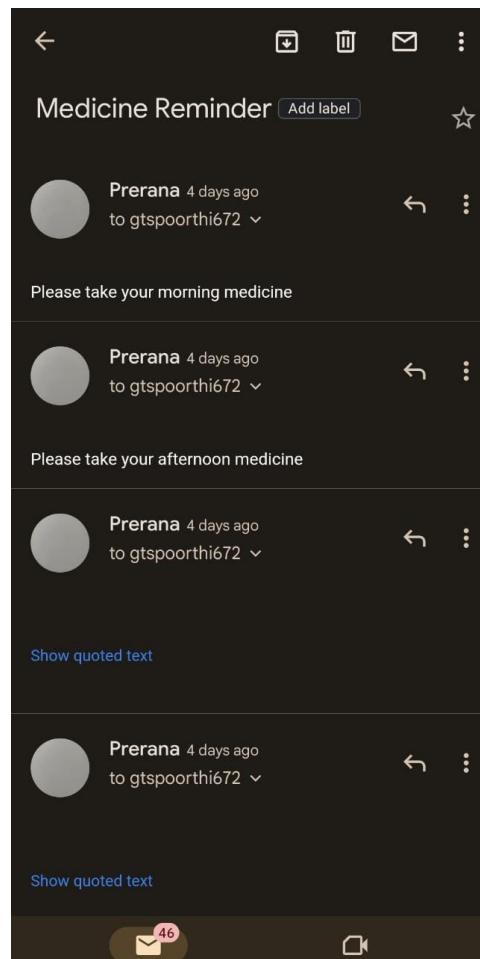 Medicine Reminder Add label
Prerana 4 days ago
to gtspoorthi672
Please take your morning medicine
Prerana 4 days ago
to gtspoorthi672
Please take your afternoon medicine
Prerana 4 days ago
to gtspoorthi672
Show quoted text
Prerana 4 days ago
to gtspoorthi672
Show quoted text
46